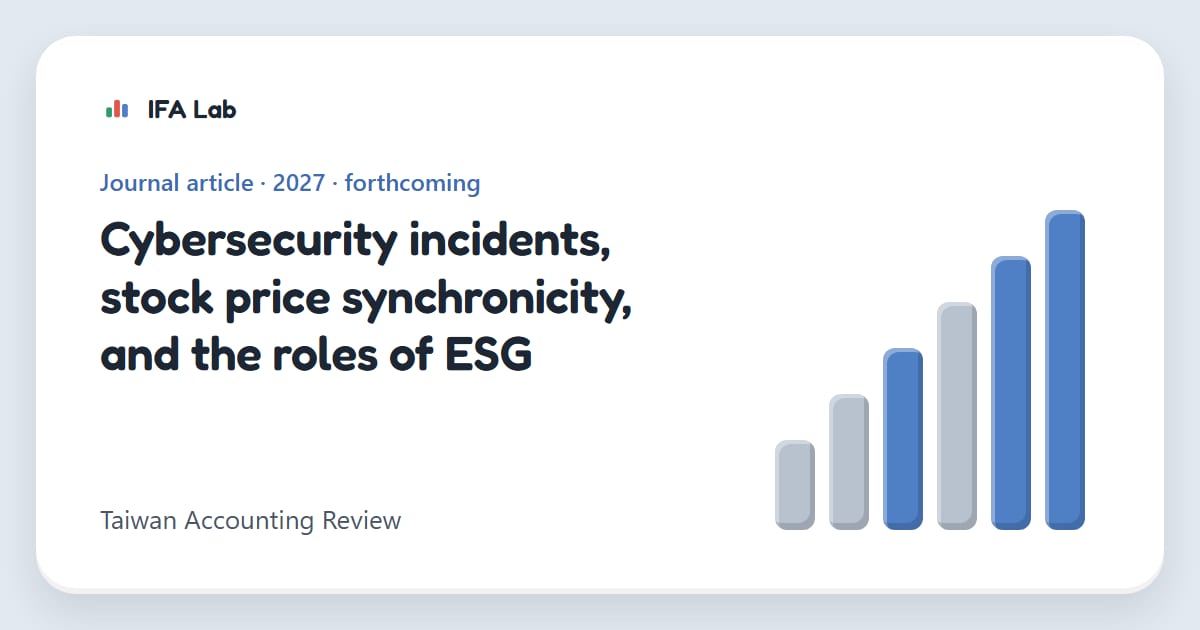 IFA Lab
Journal article · 2027 · forthcoming
Cybersecurity incidents,
stock price synchronicity,
and the roles of ESG
Taiwan Accounting Review